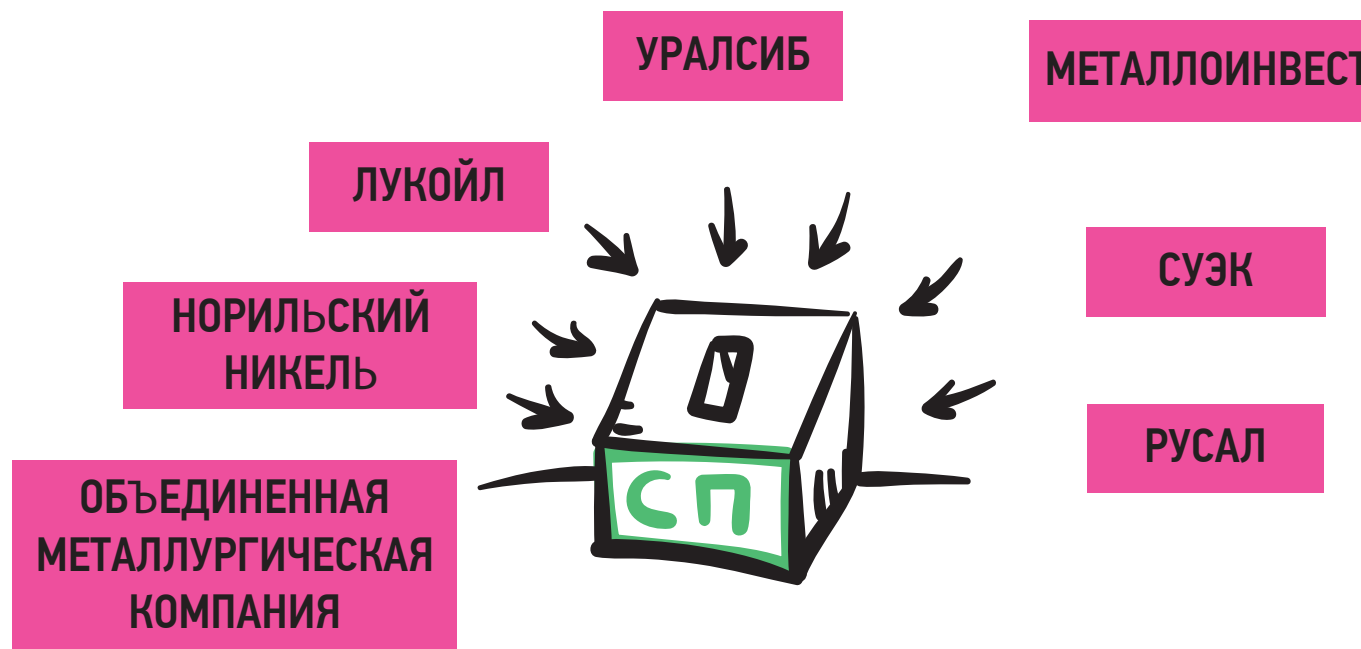 УРАЛСИБ
МЕТАЛЛОИНВЕСТ
ЛУКОЙЛ
СУЭК
НОРИЛЬСКИЙ
НИКЕЛЬ
РУСАЛ
ОБЪЕДИНЕННАЯ
МЕТАЛЛУРГИЧЕСКАЯ
КОМПАНИЯ
СП